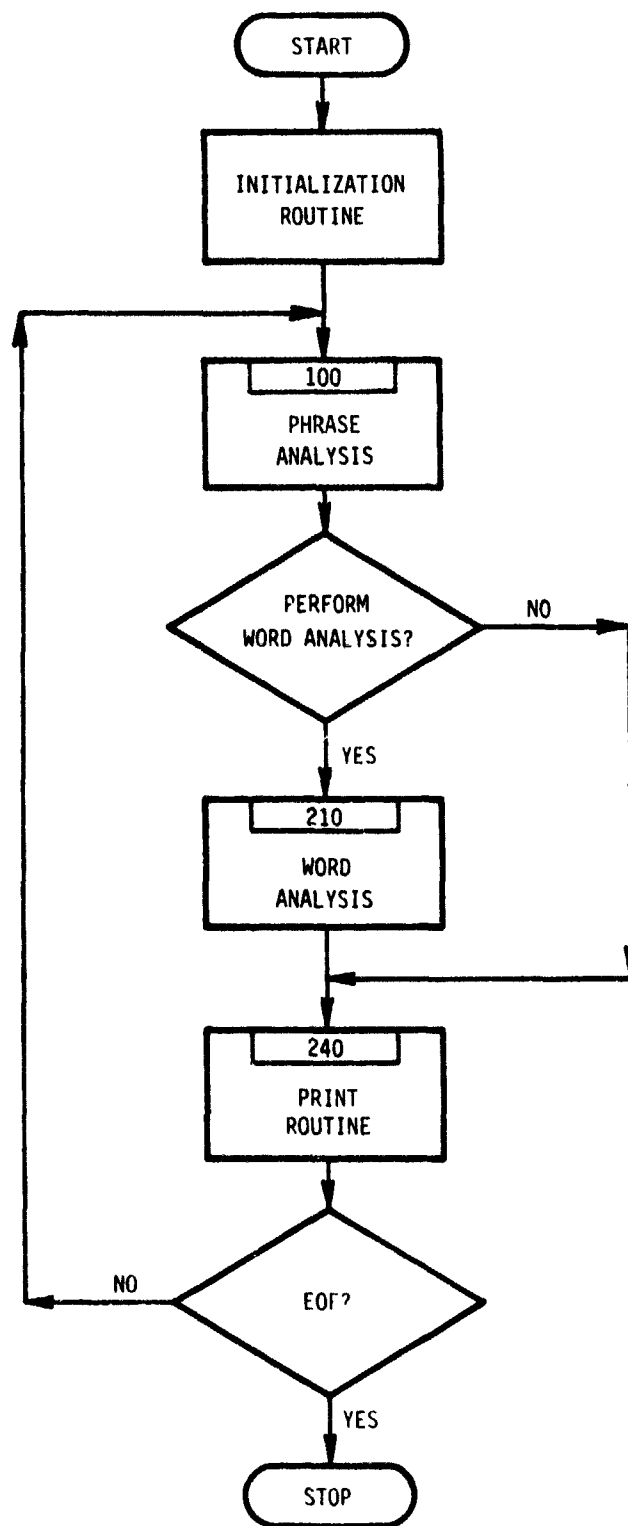 START
INITIALIZATION
ROUTINE
100
PHRASE
ANALYSIS
PERFORM
WORD ANALYSIS?
NO
YES
210
WORD
ANALYSIS
240
PRINT
ROUTINE
NO
EOF?
YES
STOP